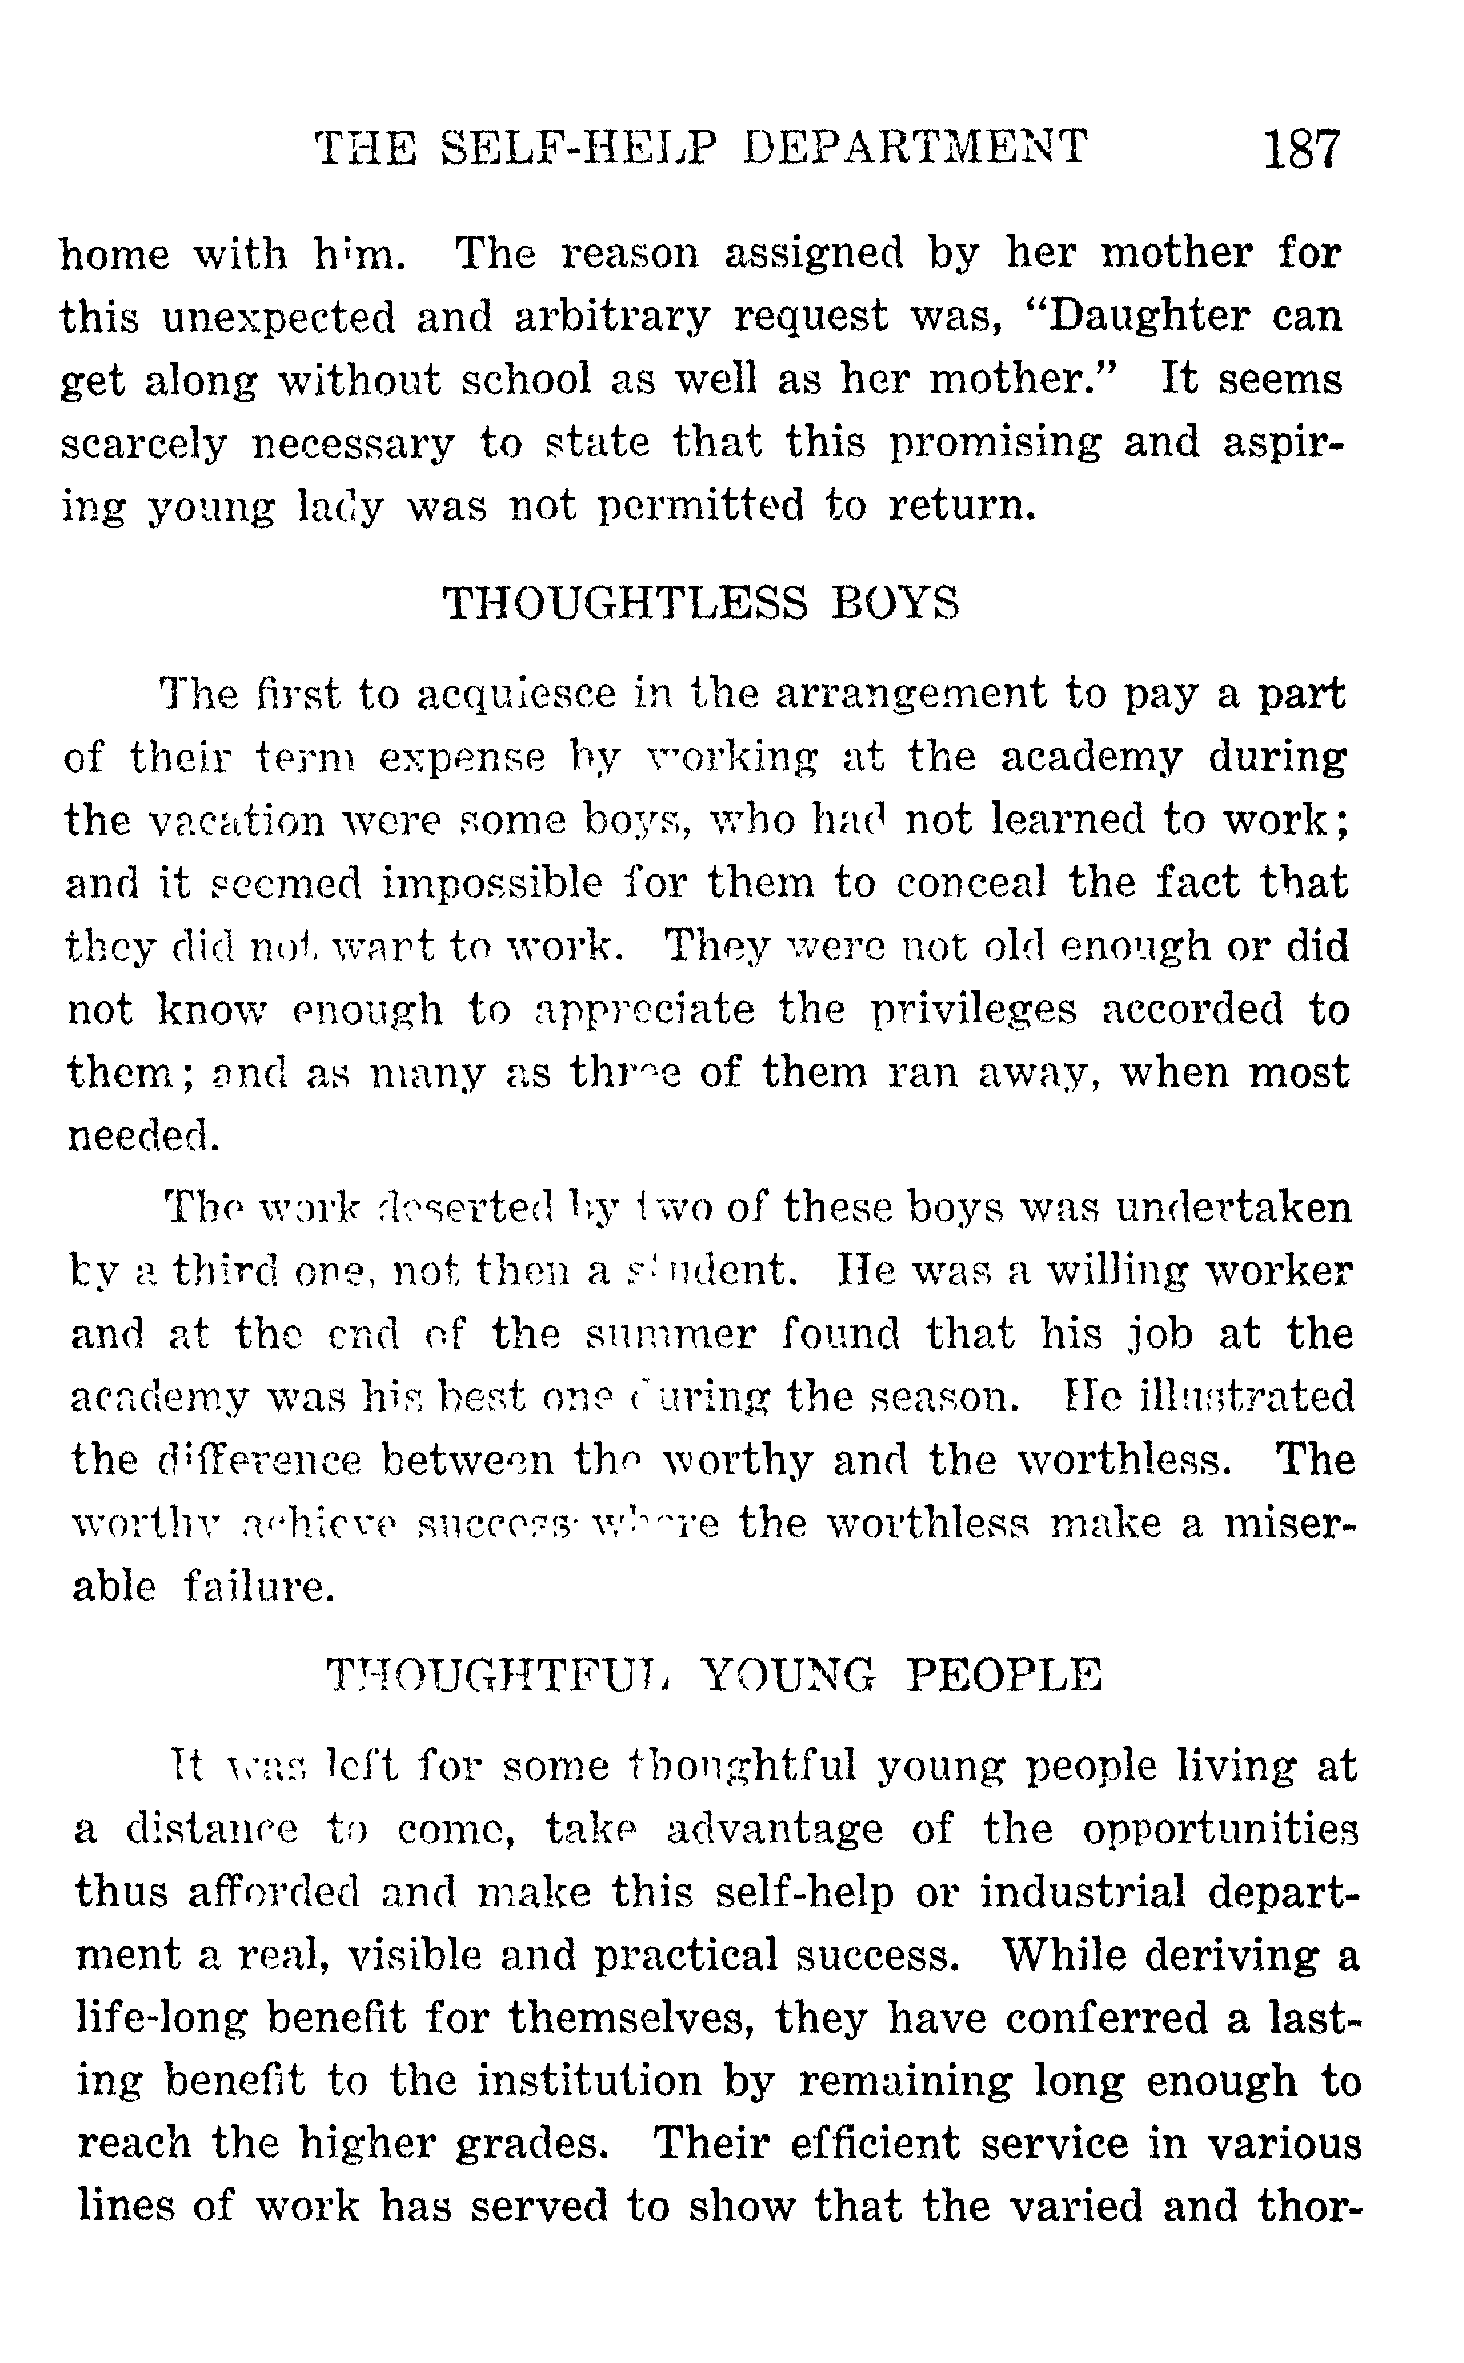 THE SELF-HELP DEPARTMENT 187
home with him. The reason assigned by her mother for
this unexpected and arbitrary request was, “Daughter can
get along without school as well as her mother.” It seems
scarcely necessary to state that this promising and aspir-
ing young lady was not permitted to return.
THOUGHTLESS BOYS
The first to acquiesce in the arrangement to pay a part
of their term expense by working at the academy during
the vacation were some boys, who had not learned to work;
and it seemed impossible for them to conceal the fact that
they did not want to work. They were not old enough or did
not know enough to appreciate the privileges accorded to
them; and as many as three of them ran away, when most
needed.
The work deserted by two of these boys was undertaken
by a third one, not then a student. He was a willing worker
and at the end of the summer found that his job at the
academy was his best one during the season. He illustrated
the difference between the worthy and the worthless. The
worthy achieve success where the worthless make a miser-
able failure.
THOUGHTFUL YOUNG PEOPLE
It was left for some thoughtful young people living at
a distance to come, take advantage of the opportunities
thus afforded and make this self-help or industrial depart-
ment a real, visible and practical success. While deriving a
life-long benefit for themselves, they have conferred a last-
ing benefit to the institution by remaining long enough to
reach the higher grades. Their efficient service in various
lines of work has served to show that the varied and thor-